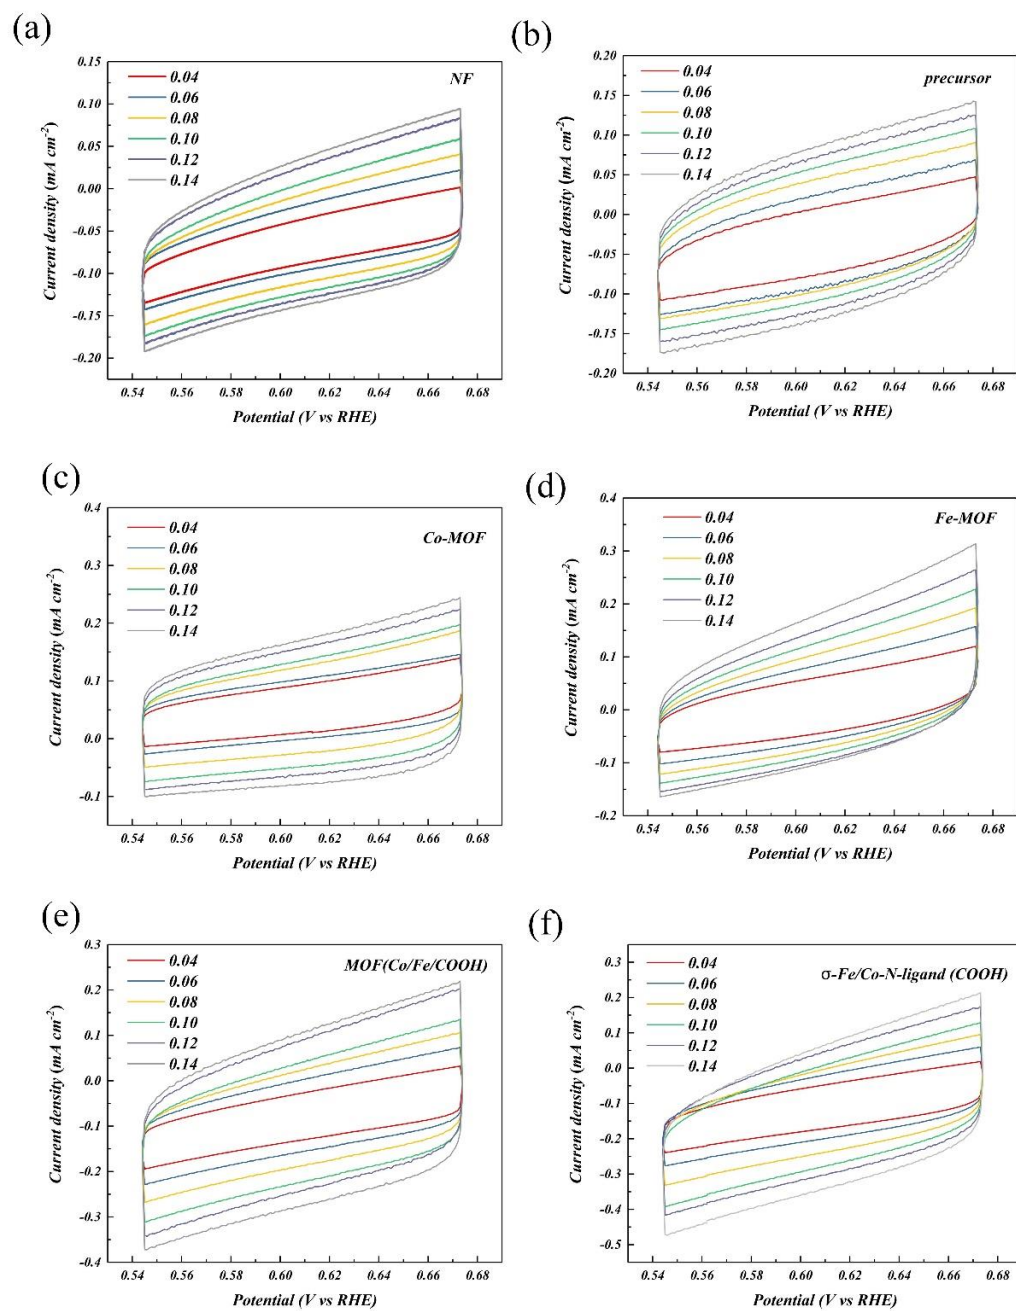 (a)
NF
0.04
0.06
0.08
0.10
0.12
0.14
0.15
0.10
0.05
0.00
-0.05
-0.10
-0.15
-0.20
Current density (mA cm-2)
0.54 0.56 0.58 0.60 0.62 0.64 0.66 0.68
Potential (V vs RHE)
(b)
precursor
0.04
0.06
0.08
0.10
0.12
0.14
0.20
0.15
0.10
0.05
0.00
-0.05
-0.10
-0.15
-0.20
Current density (mA cm-2)
0.54 0.56 0.58 0.60 0.62 0.64 0.66 0.68
Potential (V vs RHE)
(c)
Co-MOF
0.04
0.06
0.08
0.10
0.12
0.14
0.4
0.3
0.2
0.1
0.0
-0.1
Current density (mA cm-2)
0.54 0.56 0.58 0.60 0.62 0.64 0.66 0.68
Potential (V vs RHE)
(d)
Fe-MOF
0.04
0.06
0.08
0.10
0.12
0.14
0.4
0.3
0.2
0.1
0.0
-0.1
-0.2
Current density (mA cm-2)
0.54 0.56 0.58 0.60 0.62 0.64 0.66 0.68
Potential (V vs RHE)
(e)
MOF(Co/Fe/COOH)
0.04
0.06
0.08
0.10
0.12
0.14
0.3
0.2
0.1
0.0
-0.1
-0.2
-0.3
-0.4
Current density (mA cm-2)
0.54 0.56 0.58 0.60 0.62 0.64 0.66 0.68
Potential (V vs RHE)
(f)
σ-Fe/Co-N-ligand (COOH)
0.04
0.06
0.08
0.10
0.12
0.14
0.3
0.2
0.1
0.0
-0.1
-0.2
-0.3
-0.4
-0.5
Current density (mA cm-2)
0.54 0.56 0.58 0.60 0.62 0.64 0.66 0.68
Potential (V vs RHE)